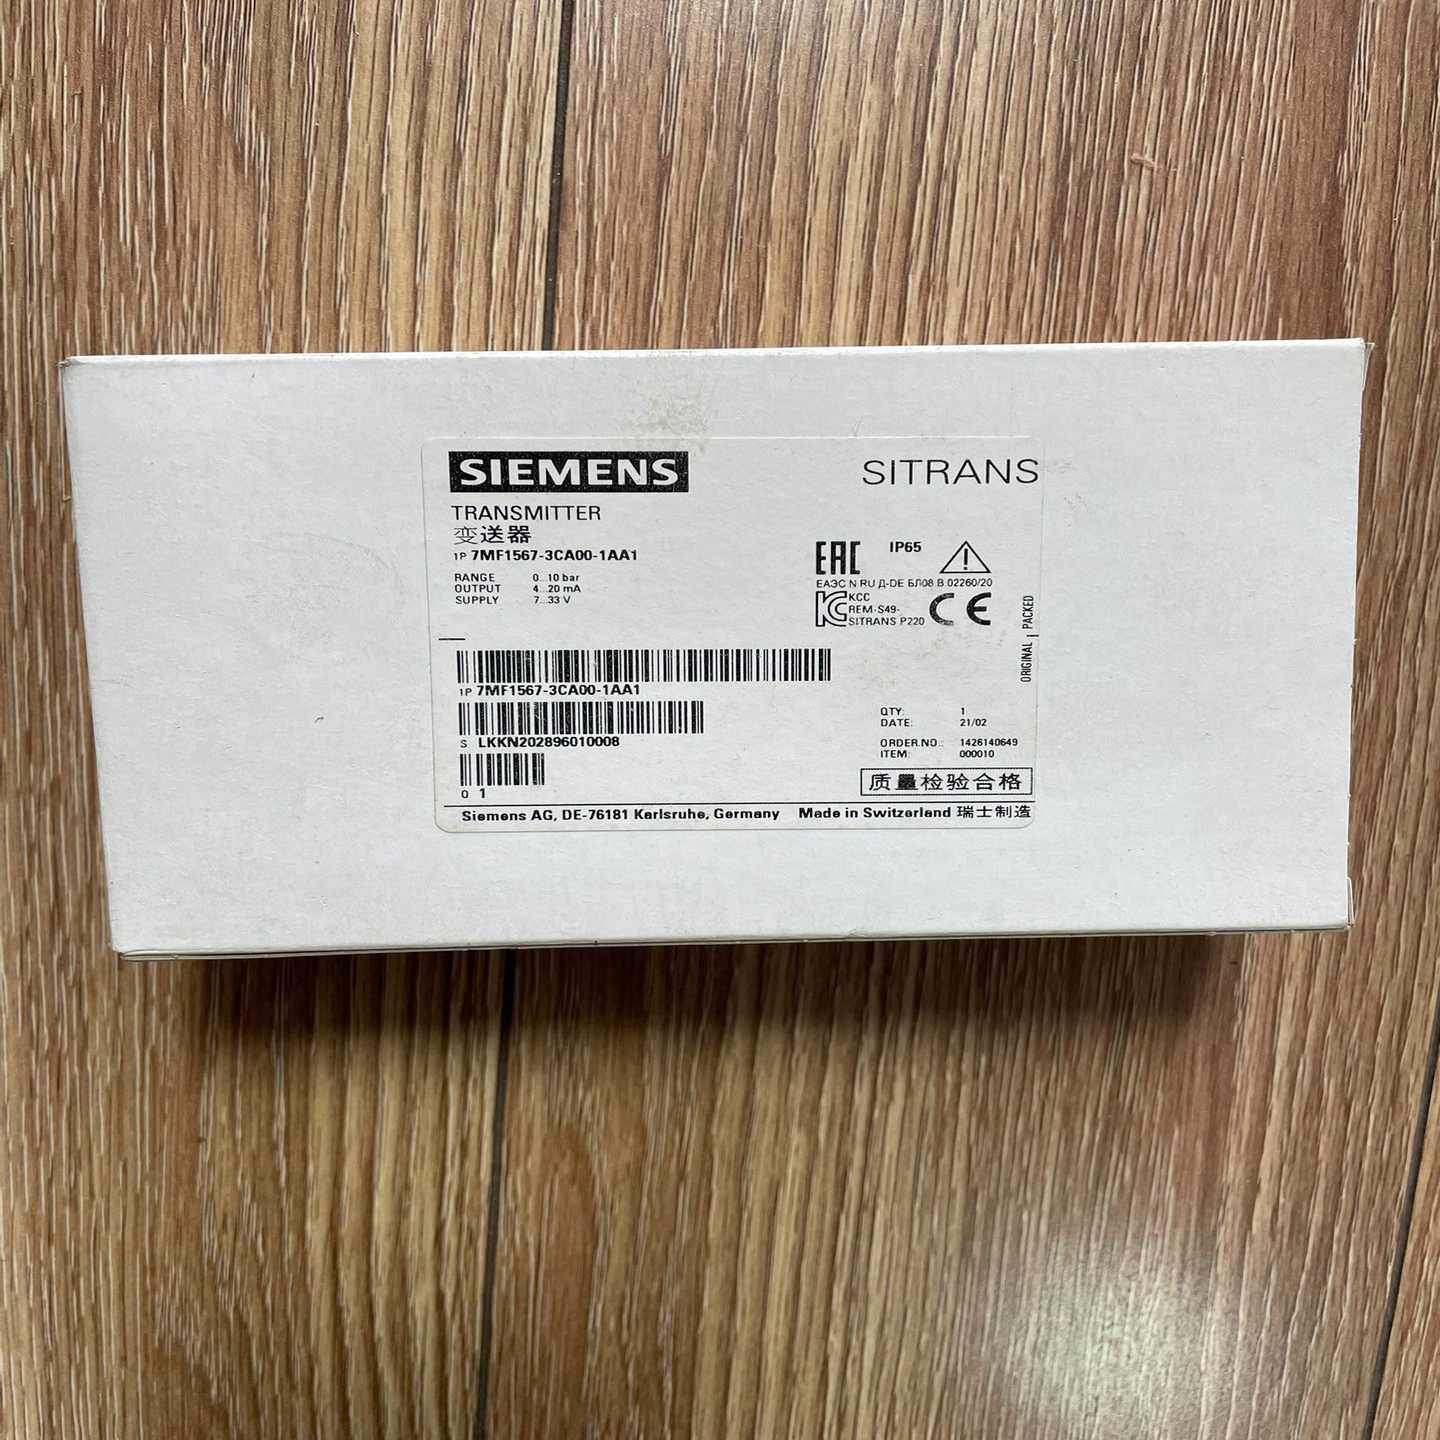 SIEMENS
SITRANS
TRANSMITTER
变送器
1P 7MF1567-3CA00-1AA1
RANGE 0...10 bar
OUTPUT 4...20 mA
SUPPLY 7...33 V
EAC IP65
ЕАЭС N RU Д-DE БЛ08 B 02260/20
KCC
REM-S49-
SITRANS P220
CE
ORIGINAL PACKED
1P 7MF1567-3CA00-1AA1
S LKKN202896010008
Q 1
QTY: 1
DATE: 21/02
ORDER.NO.: 1426140649
ITEM: 000010
质量检验合格
Siemens AG, DE-76181 Karlsruhe, Germany Made in Switzerland 瑞士制造